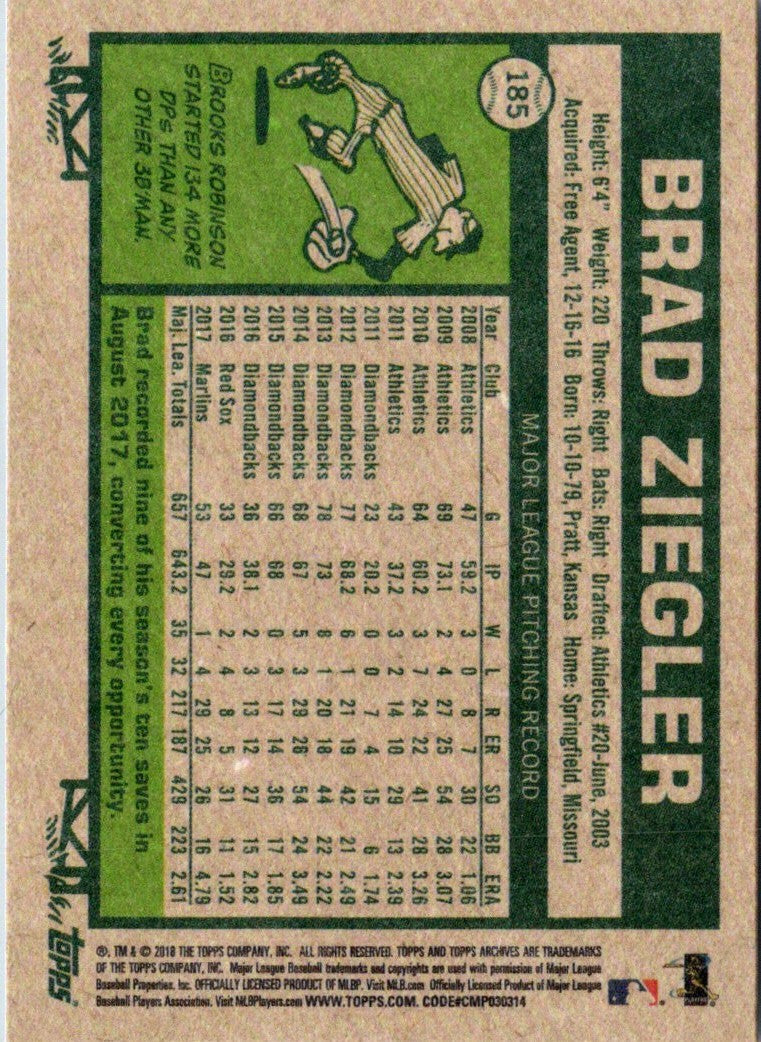 BRAD ZIEGLER
185
Height: 6'4" Weight: 220 Throws: Right Bats: Right Drafted: Athletics #20-June, 2003
Acquired: Free Agent, 12-16-16 Born: 10-10-79, Pratt, Kansas Home: Springfield, Missouri
MAJOR LEAGUE PITCHING RECORD
Year Club G IP W L R ER SO BB ERA
2008 Athletics 47 59.2 3 0 8 7 30 22 1.06
2009 Athletics 69 73.1 2 4 27 25 54 28 3.07
2010 Athletics 64 60.2 3 7 24 22 41 28 3.26
2011 Athletics 43 37.2 3 2 14 10 29 13 2.39
2011 Diamondbacks 23 20.2 0 0 7 4 15 6 1.74
2012 Diamondbacks 77 68.2 6 1 21 19 42 21 2.49
2013 Diamondbacks 78 73 8 1 20 18 44 22 2.22
2014 Diamondbacks 68 67 5 3 29 26 54 24 3.49
2015 Diamondbacks 66 68 0 3 17 14 36 17 1.85
2016 Diamondbacks 36 38.1 2 3 13 12 27 15 2.82
2016 Red Sox 33 29.2 2 4 8 5 31 11 1.52
2017 Marlins 53 47 1 4 29 25 26 16 4.79
Maj. Lea. Totals 657 643.2 35 32 217 187 429 223 2.61
BROOKS ROBINSON
STARTED 134 MORE
DPs THAN ANY
OTHER 3B MAN.
Brad recorded nine of his season's ten saves in
August 2017, converting every opportunity.
topps
®, TM & © 2018 THE TOPPS COMPANY, INC. ALL RIGHTS RESERVED. TOPPS AND TOPPS ARCHIVES ARE TRADEMARKS
OF THE TOPPS COMPANY, INC. Major League Baseball trademarks and copyrights are used with permission of Major League
Baseball Properties, Inc. OFFICIALLY LICENSED PRODUCT OF MLBP. Visit MLB.com Officially Licensed Product of Major League
Baseball Players Association. Visit MLBPlayers.com WWW.TOPPS.COM. CODE#CMP030314